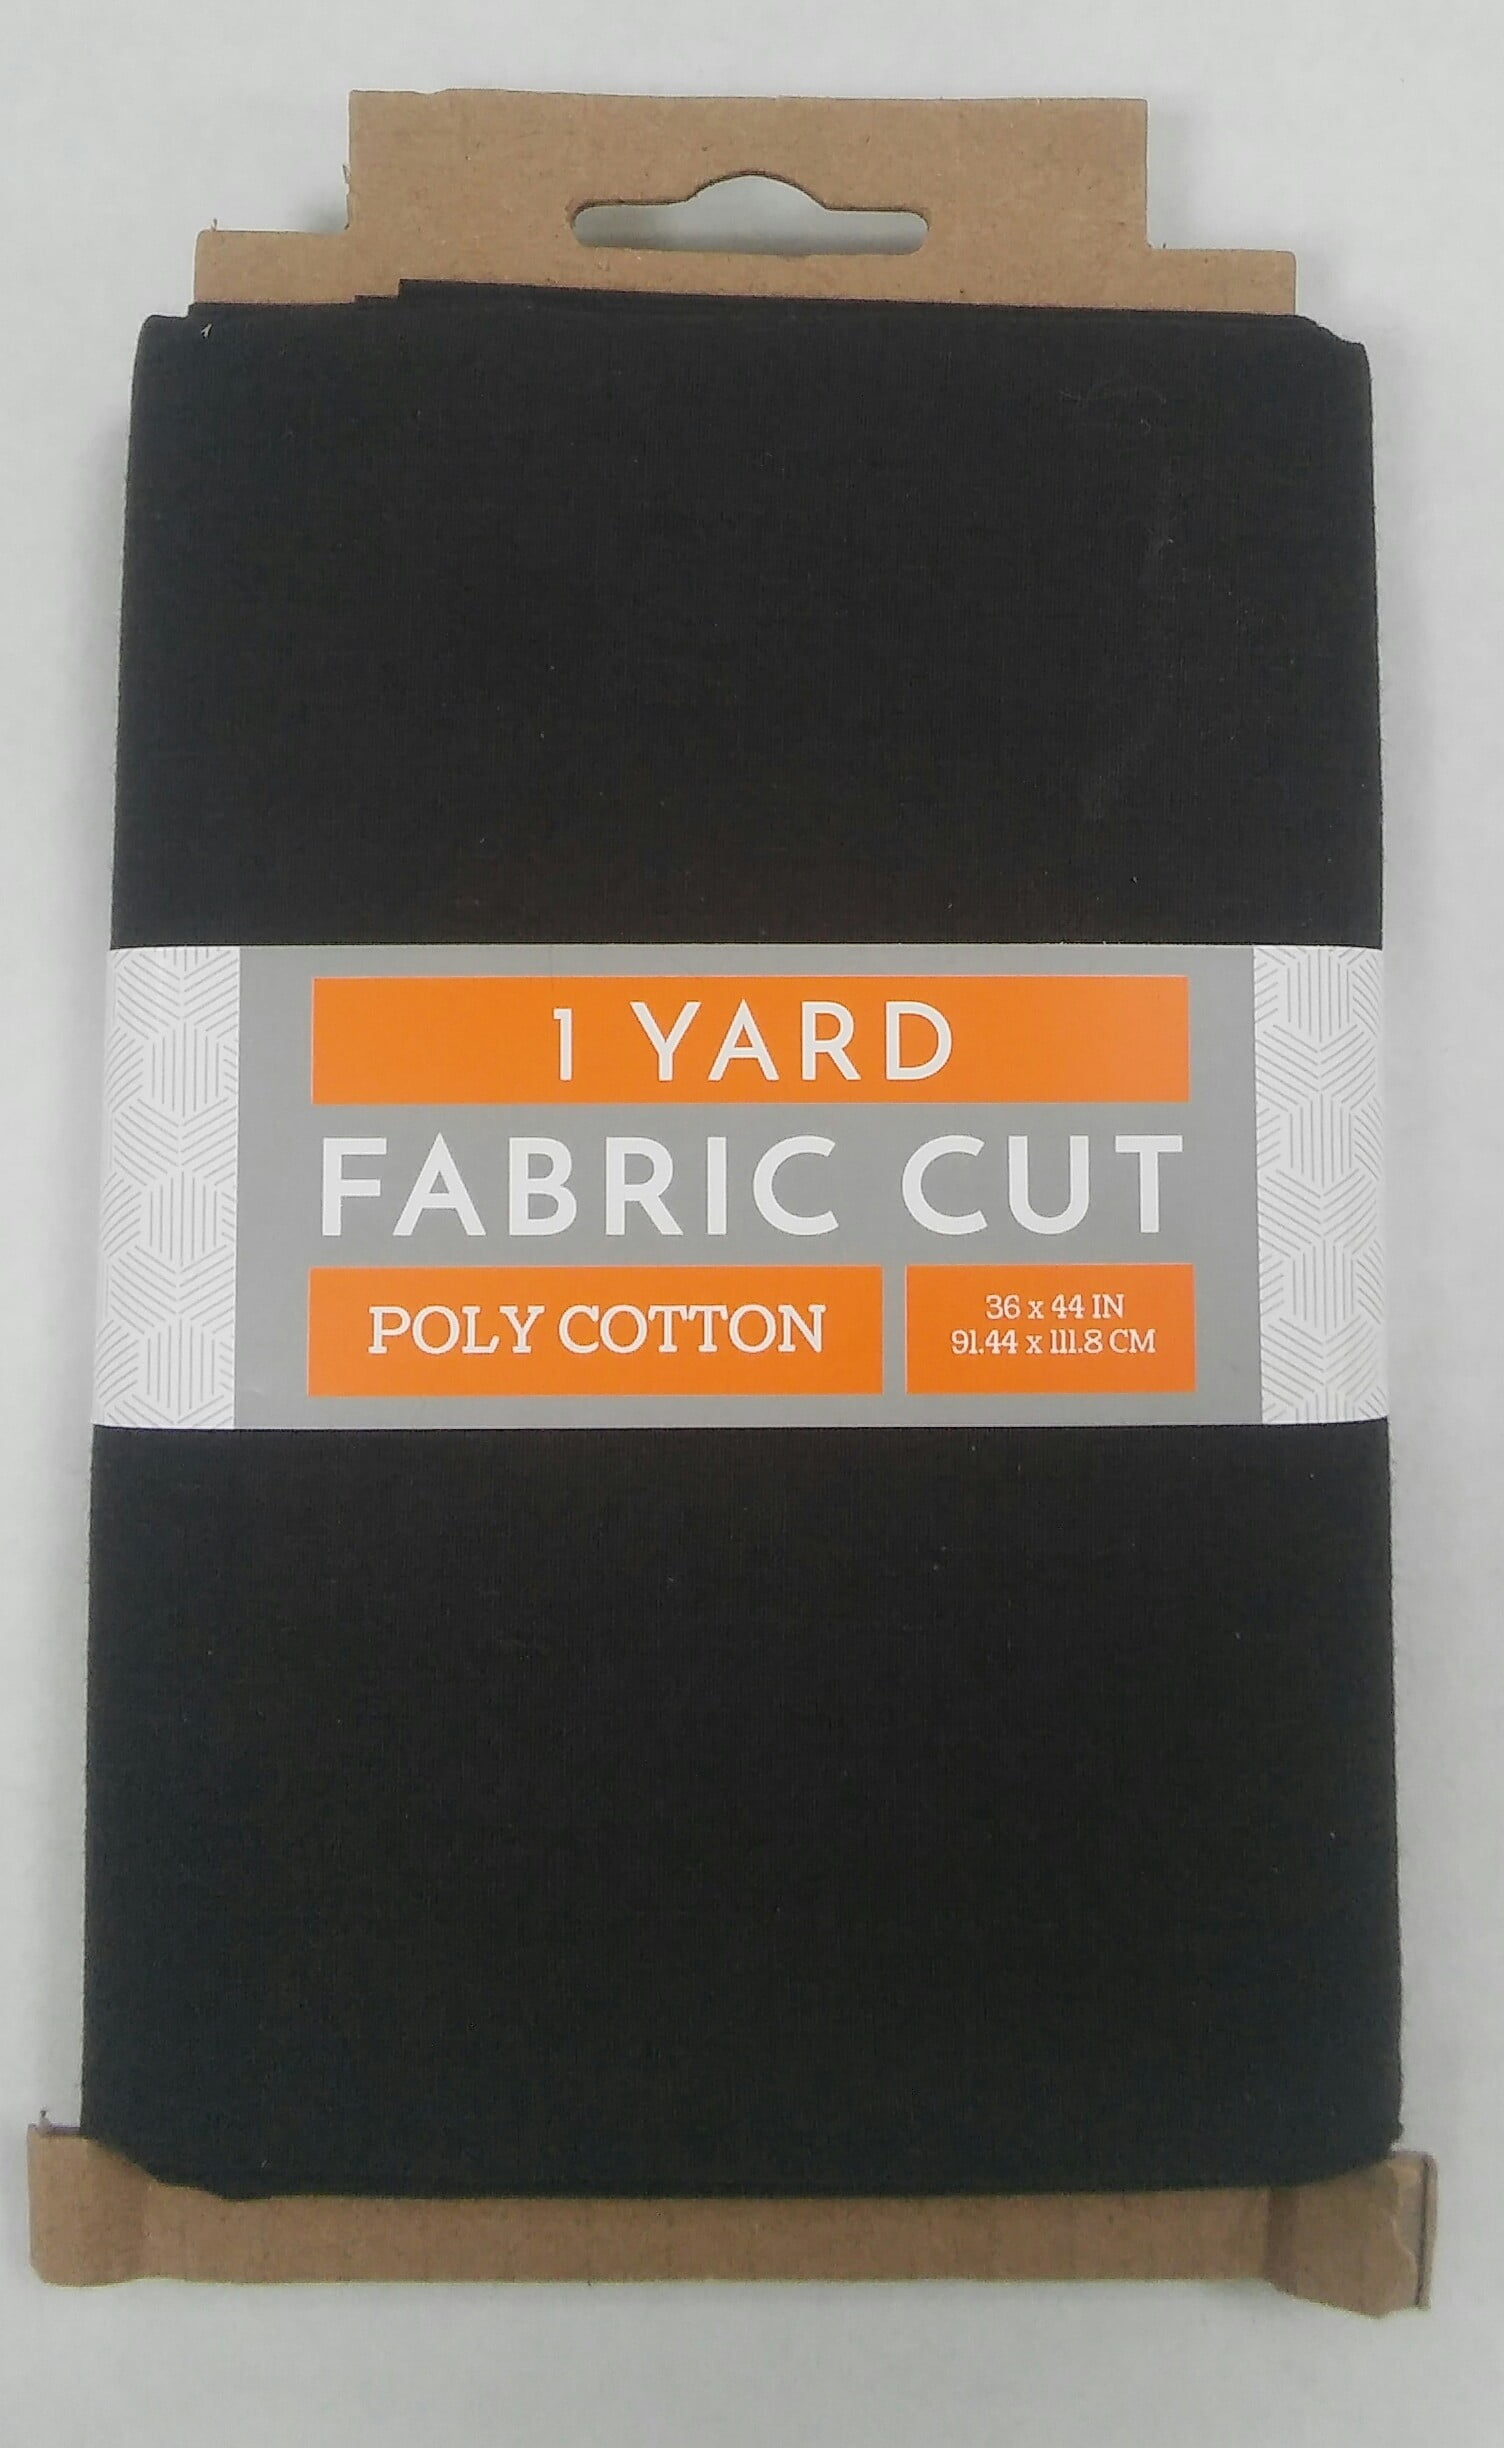 1 YARD
FABRIC CUT
POLY COTTON
36 x 44 IN
91.44 x 111.8 CM